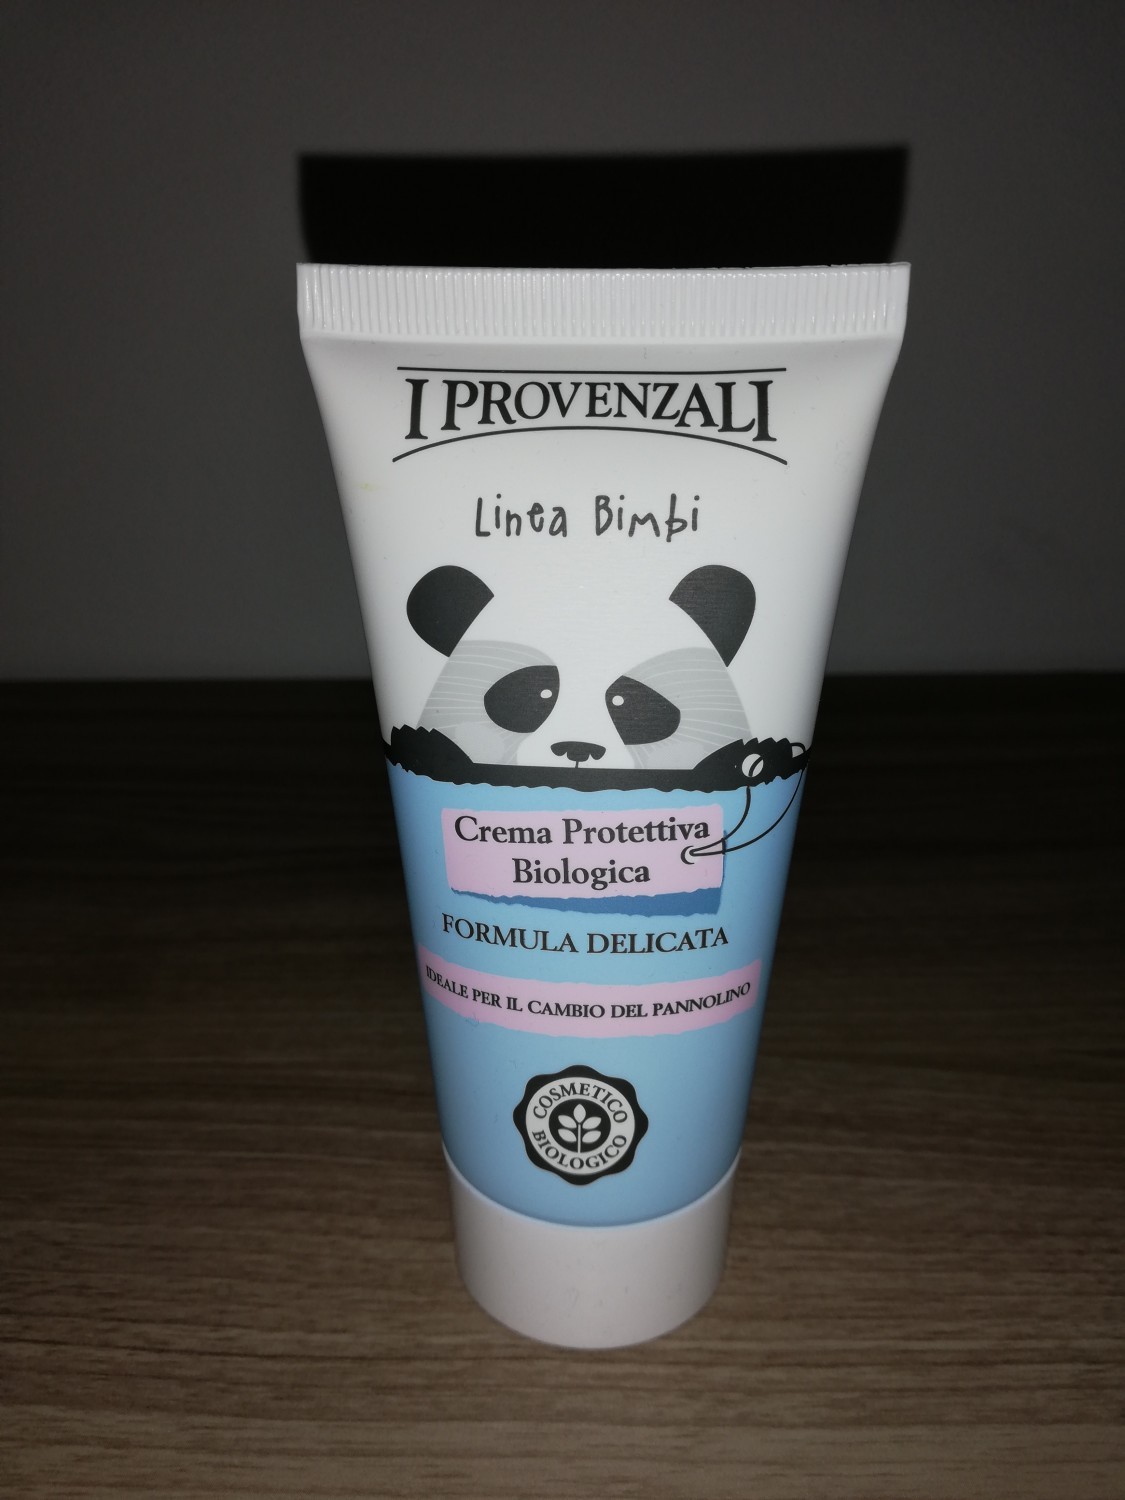 I PROVENZALI
Linea Bimbi
Crema Protettiva
Biologica
FORMULA DELICATA
IDEALE PER IL CAMBIO DEL PANNOLINO
COSMETICO
BIOLOGICO